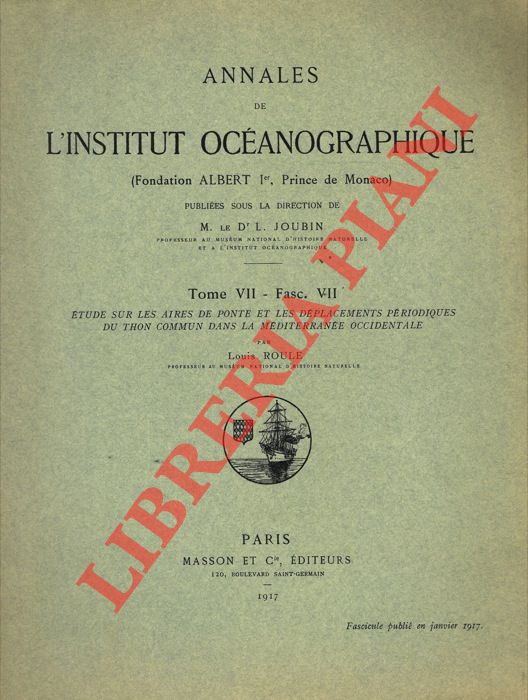 ANNALES
DE
L'INSTITUT OCÉANOGRAPHIQUE
(Fondation ALBERT Ier, Prince de Monaco)
PUBLIÉES SOUS LA DIRECTION DE
M. LE Dr L. JOUBIN
PROFESSEUR AU MUSÉUM NATIONAL D'HISTOIRE NATURELLE
ET A L'INSTITUT OCÉANOGRAPHIQUE
Tome VII - Fasc. VII
ÉTUDE SUR LES AIRES DE PONTE ET LES DÉPLACEMENTS PÉRIODIQUES
DU THON COMMUN DANS LA MÉDITERRANÉE OCCIDENTALE
PAR
Louis ROULE
PROFESSEUR AU MUSÉUM NATIONAL D'HISTOIRE NATURELLE
PARIS
MASSON ET Cie, ÉDITEURS
120, BOULEVARD SAINT-GERMAIN
1917
Fascicule publié en janvier 1917.
LIBRERIA PIANI